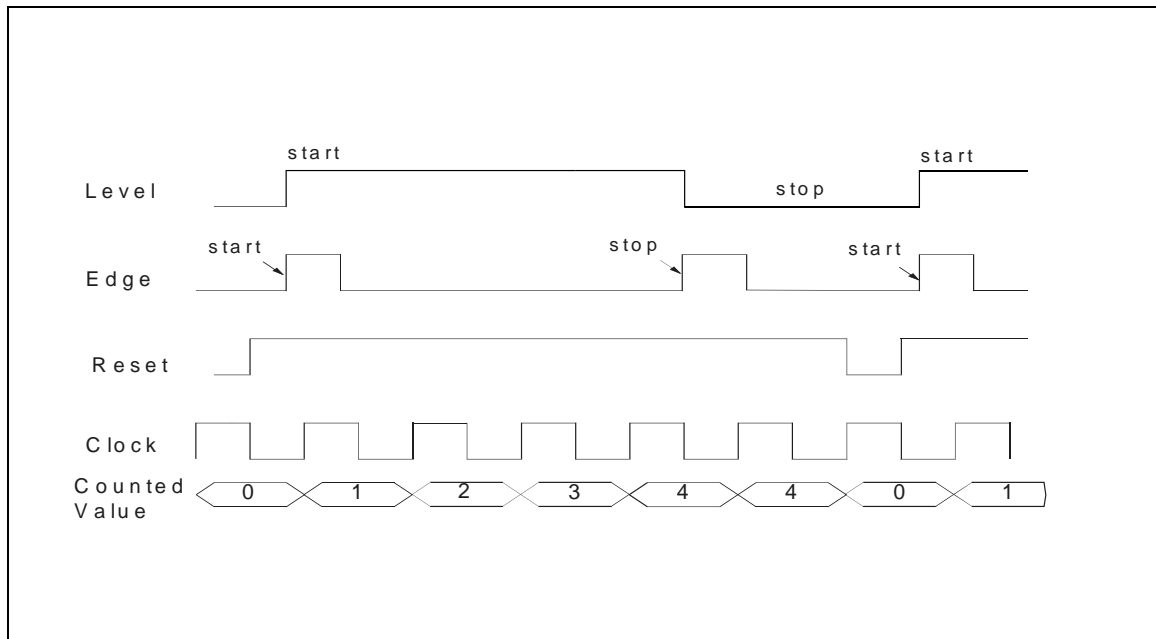 start
start
Level
stop
start
stop
start
Edge
Reset
Clock
Counted
Value
0 1 2 3 4 4 0 1